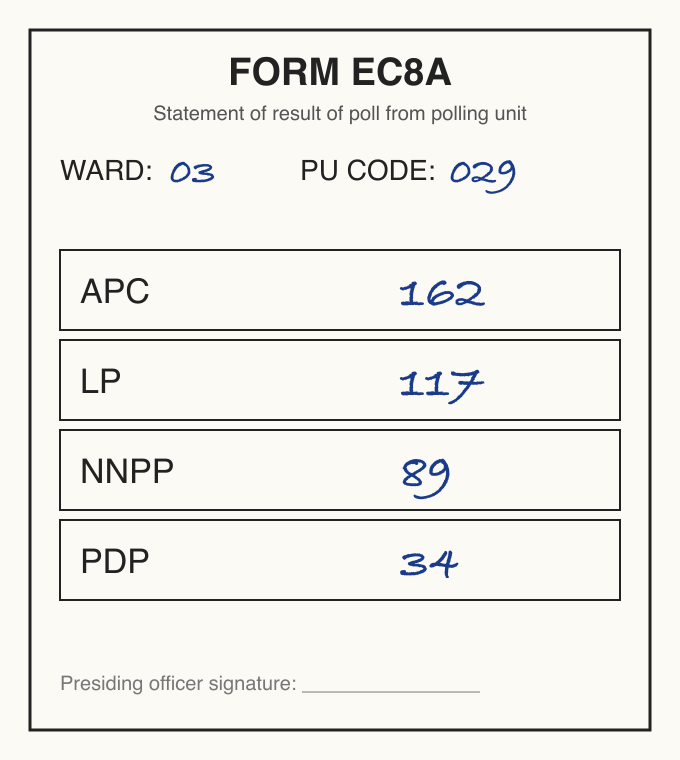 FORM EC8A
Statement of result of poll from polling unit
WARD: 03 PU CODE: 029
APC 162
LP 117
NNPP 89
PDP 34
Presiding officer signature: ________________